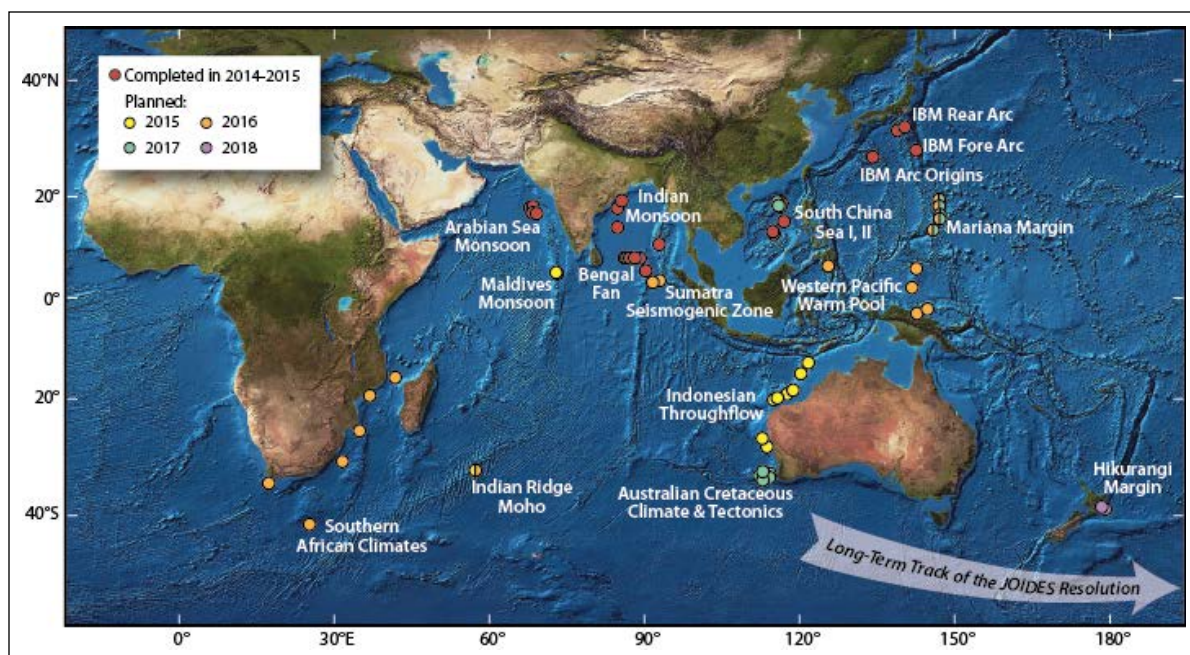 Completed in 2014-2015
Planned:
2015
2016
2017
2018
40°N
20°
0°
20°
40°S
0°
30°E
60°
90°
120°
150°
180°
IBM Rear Arc
IBM Fore Arc
IBM Arc Origins
Indian
Monsoon
Arabian Sea
Monsoon
South China
Sea I, II
Mariana Margin
Maldives
Monsoon
Bengal
Fan
Sumatra
Seismogenic Zone
Western Pacific
Warm Pool
Indonesian
Throughflow
Indian Ridge
Moho
Australian Cretaceous
Climate & Tectonics
Hikurangi
Margin
Southern
African Climates
Long-Term Track of the JOIDES Resolution